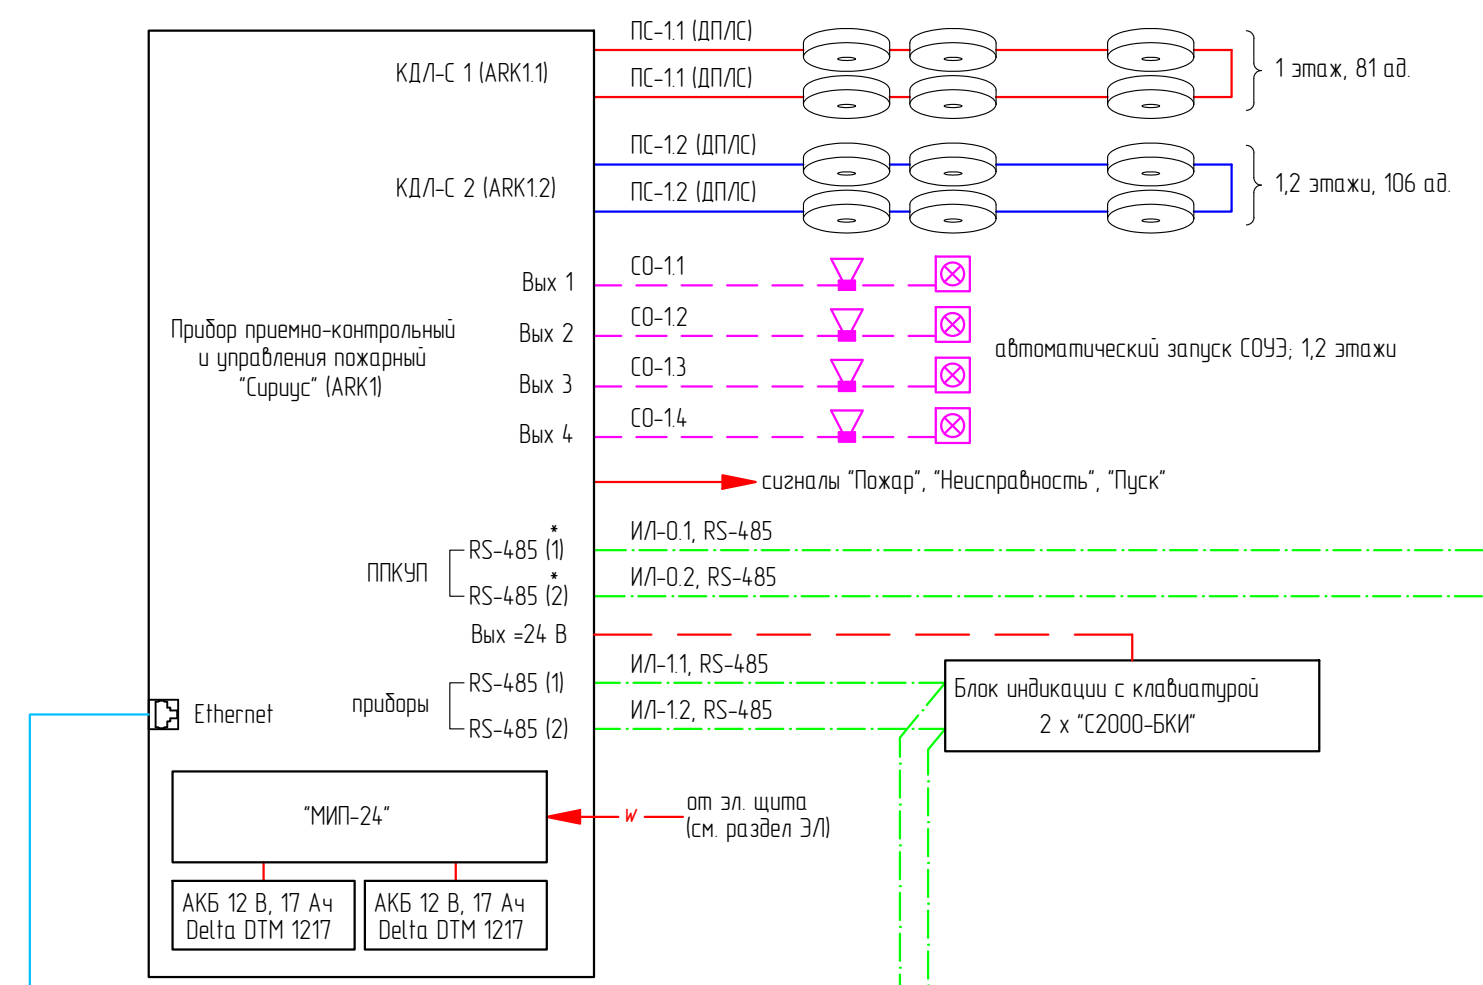 ПС-1.1 (ДПЛС)
КДЛ-С 1 (ARK1.1)
ПС-1.1 (ДПЛС)
1 этаж, 81 ад.
ПС-1.2 (ДПЛС)
КДЛ-С 2 (ARK1.2)
ПС-1.2 (ДПЛС)
1,2 этажи, 106 ад.
Вых 1
СО-1.1
Вых 2
СО-1.2
Вых 3
СО-1.3
Вых 4
СО-1.4
автоматический запуск СОУЭ; 1,2 этажи
Прибор приемно-контрольный
и управления пожарный
"Сириус" (ARK1)
сигналы "Пожар", "Неисправность", "Пуск"
ППКУП
RS-485 (1)*
ИЛ-0.1, RS-485
RS-485 (2)*
ИЛ-0.2, RS-485
Вых =24 В
приборы
RS-485 (1)
ИЛ-1.1, RS-485
RS-485 (2)
ИЛ-1.2, RS-485
Блок индикации с клавиатурой
2 x "С2000-БКИ"
Ethernet
"МИП-24"
W
от эл. щита
(см. раздел ЭЛ)
АКБ 12 В, 17 Ач
Delta DTM 1217
АКБ 12 В, 17 Ач
Delta DTM 1217